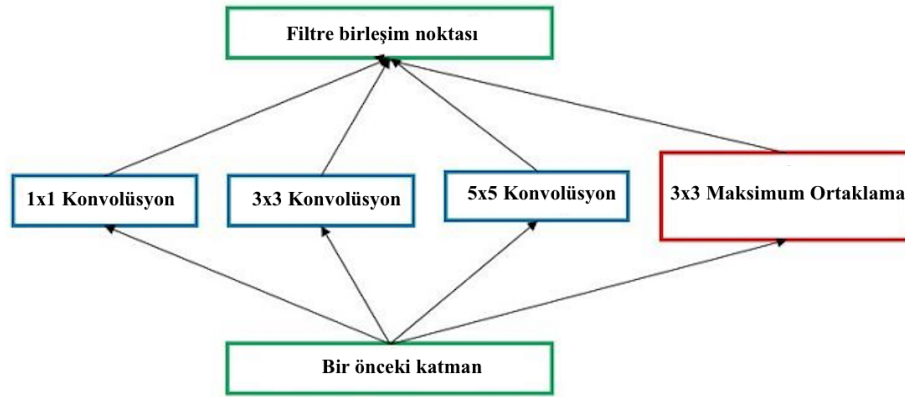 Filtre birleşim noktası
1x1 Konvolüsyon
3x3 Konvolüsyon
5x5 Konvolüsyon
3x3 Maksimum Ortaklama
Bir önceki katman